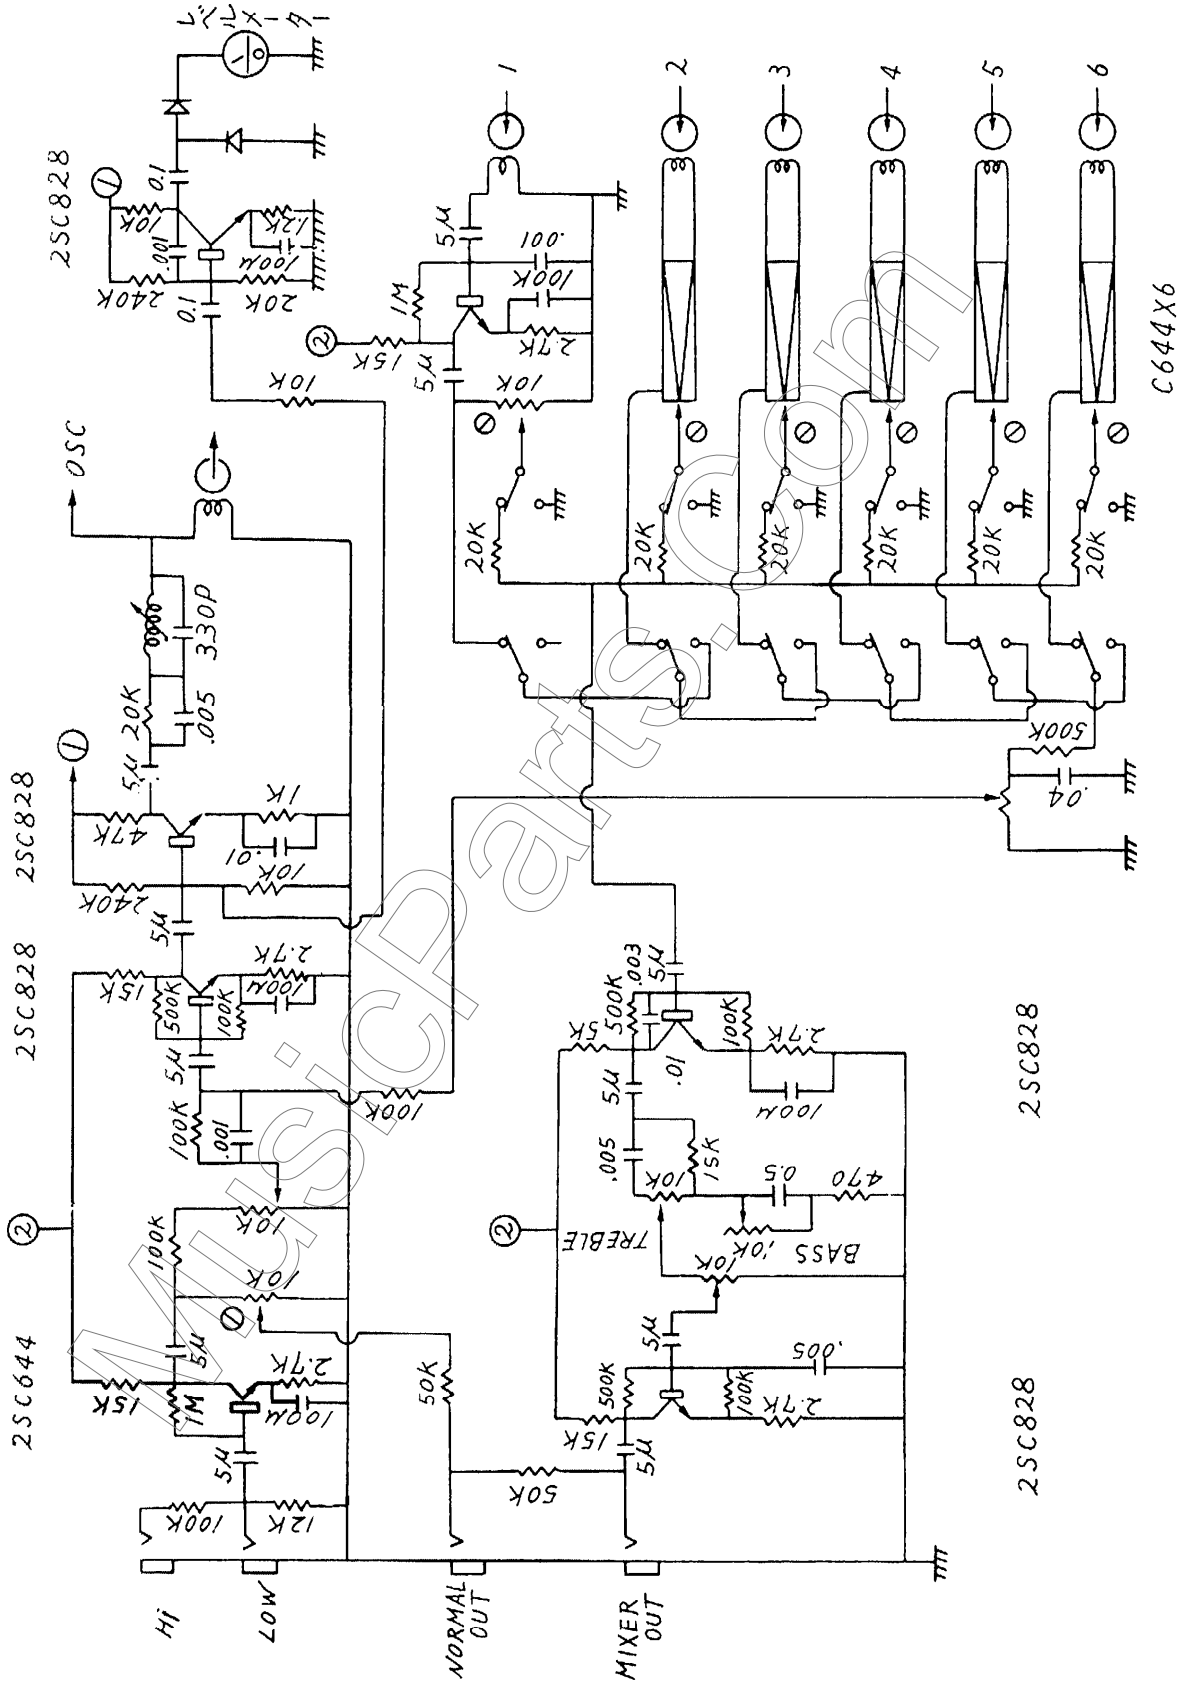 2SC644
2SC828
2SC828
2SC828
Hi
LOW
100K
12K
5μ
1M
15K
100μ
2.7K
5μ
10K
100K
10K
②
100K
.001
100K
5μ
500K
100K
15K
100μ
2.7K
5μ
240K
10K
47K
.01
1K
①
5μ
20K
.005
330P
OSC
10K
0.1
240K
20K
.001
10K
100μ
1.2K
①
0.1
レベル
メータ
NORMAL
OUT
50K
50K
MIXER
OUT
5μ
15K
500K
100K
2.7K
.005
5μ
10K
②
TREBLE
BASS
10K
10K
.005
15K
0.5
470
5μ
5K
500K
.003
.01
100K
100μ
2.7K
5μ
2SC828
2SC828
②
15K
1M
5μ
5μ
10K
2.7K
100K
.001
20K
20K
20K
20K
20K
20K
500K
.04
1
2
3
4
5
6
C644X6
MusicParts.Com